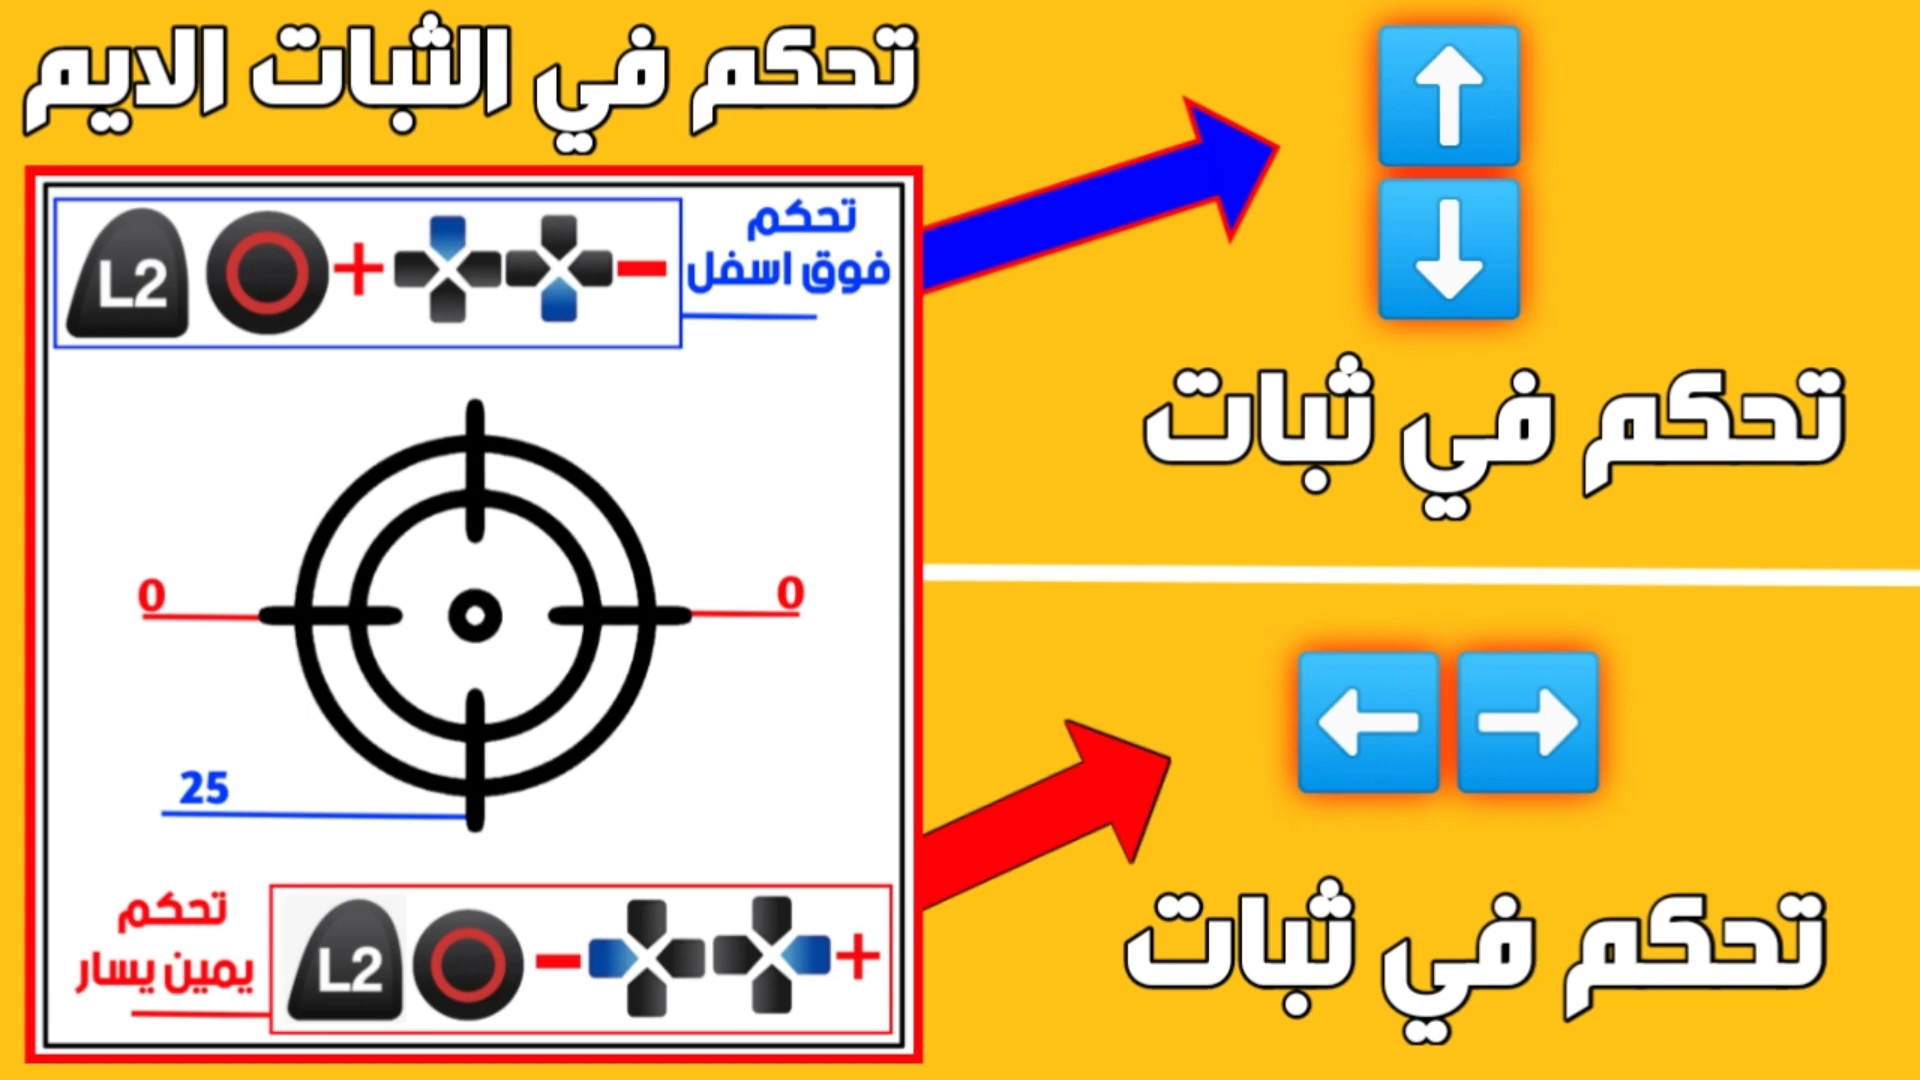 تحكم في الثبات الايم
تحكم
فوق اسفل
L2
+
-
0
0
25
تحكم
يمين يسار
L2
-
+
تحكم في ثبات
تحكم في ثبات